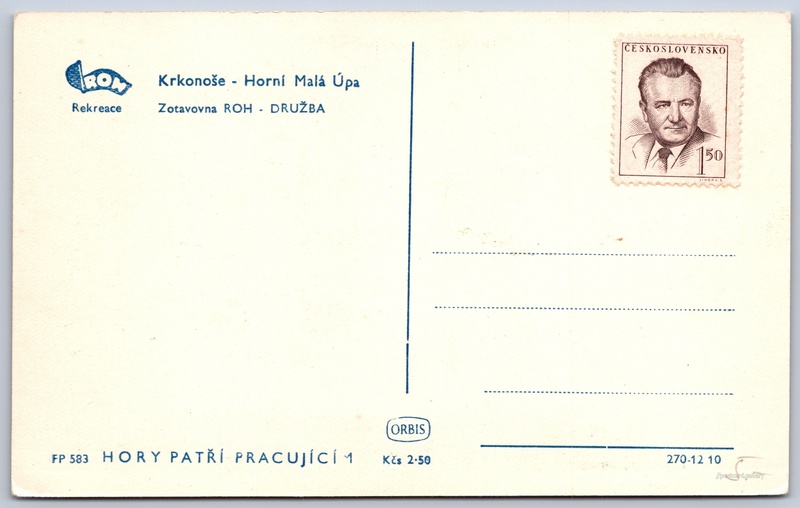 ROH
Rekreace
Krkonoše - Horní Malá Úpa
Zotavovna ROH - DRUŽBA
ČESKOSLOVENSKO
1 50
ORBIS
FP 583 HORY PATŘÍ PRACUJÍCÍM Kčs 2·50
270-12 10